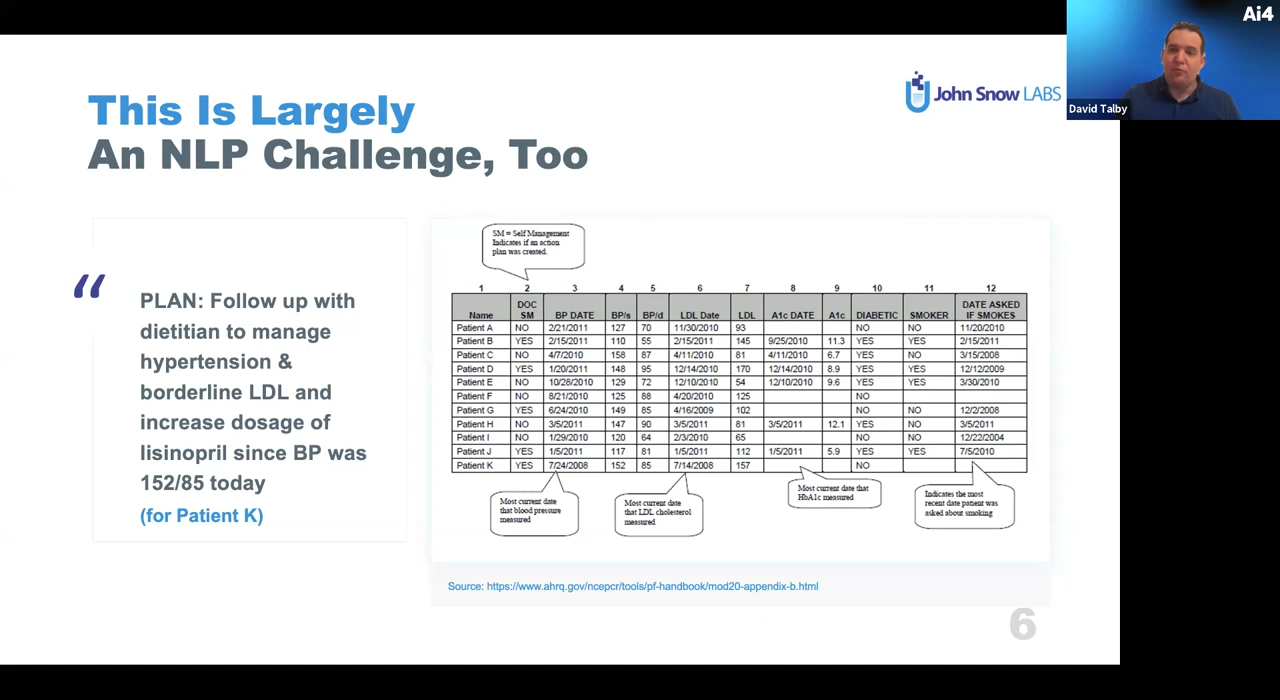 Ai4
David Talby
John Snow LABS
This Is Largely
An NLP Challenge, Too
“
PLAN: Follow up with
dietitian to manage
hypertension &
borderline LDL and
increase dosage of
lisinopril since BP was
152/85 today
(for Patient K)
SM = Self Management
Indicates if an action
plan was created.
1 2 3 4 5 6 7 8 9 10 11 12
Name DOC SM BP DATE BP/s BP/d LDL Date LDL A1c DATE A1c DIABETIC SMOKER DATE ASKED IF SMOKES
Patient A NO 2/21/2011 127 70 11/30/2010 93 NO NO 11/20/2010
Patient B YES 2/15/2011 110 55 2/15/2011 145 9/25/2010 11.3 YES YES 2/15/2011
Patient C NO 4/7/2010 158 87 4/11/2010 81 4/11/2010 6.7 YES NO 3/15/2008
Patient D YES 1/20/2011 148 95 12/14/2010 170 12/14/2010 8.9 YES YES 12/12/2009
Patient E NO 10/28/2010 129 72 12/10/2010 54 12/10/2010 9.6 YES YES 3/30/2010
Patient F NO 8/21/2010 125 88 4/20/2010 125 NO
Patient G YES 6/24/2010 149 85 4/16/2009 102 NO NO 12/2/2008
Patient H NO 3/5/2011 147 90 3/5/2011 81 3/5/2011 12.1 YES NO 3/5/2011
Patient I NO 1/29/2010 120 64 2/3/2010 65 NO NO 12/22/2004
Patient J YES 1/5/2011 117 81 1/5/2011 112 1/5/2011 5.9 YES YES 7/5/2010
Patient K YES 7/24/2008 152 85 7/14/2008 157 NO
Most current date
that blood pressure
measured
Most current date
that LDL cholesterol
measured
Most current date that
HbA1c measured
Indicates the most
recent date patient was
asked about smoking
Source: https://www.ahrq.gov/ncepcr/tools/pf-handbook/mod20-appendix-b.html
6